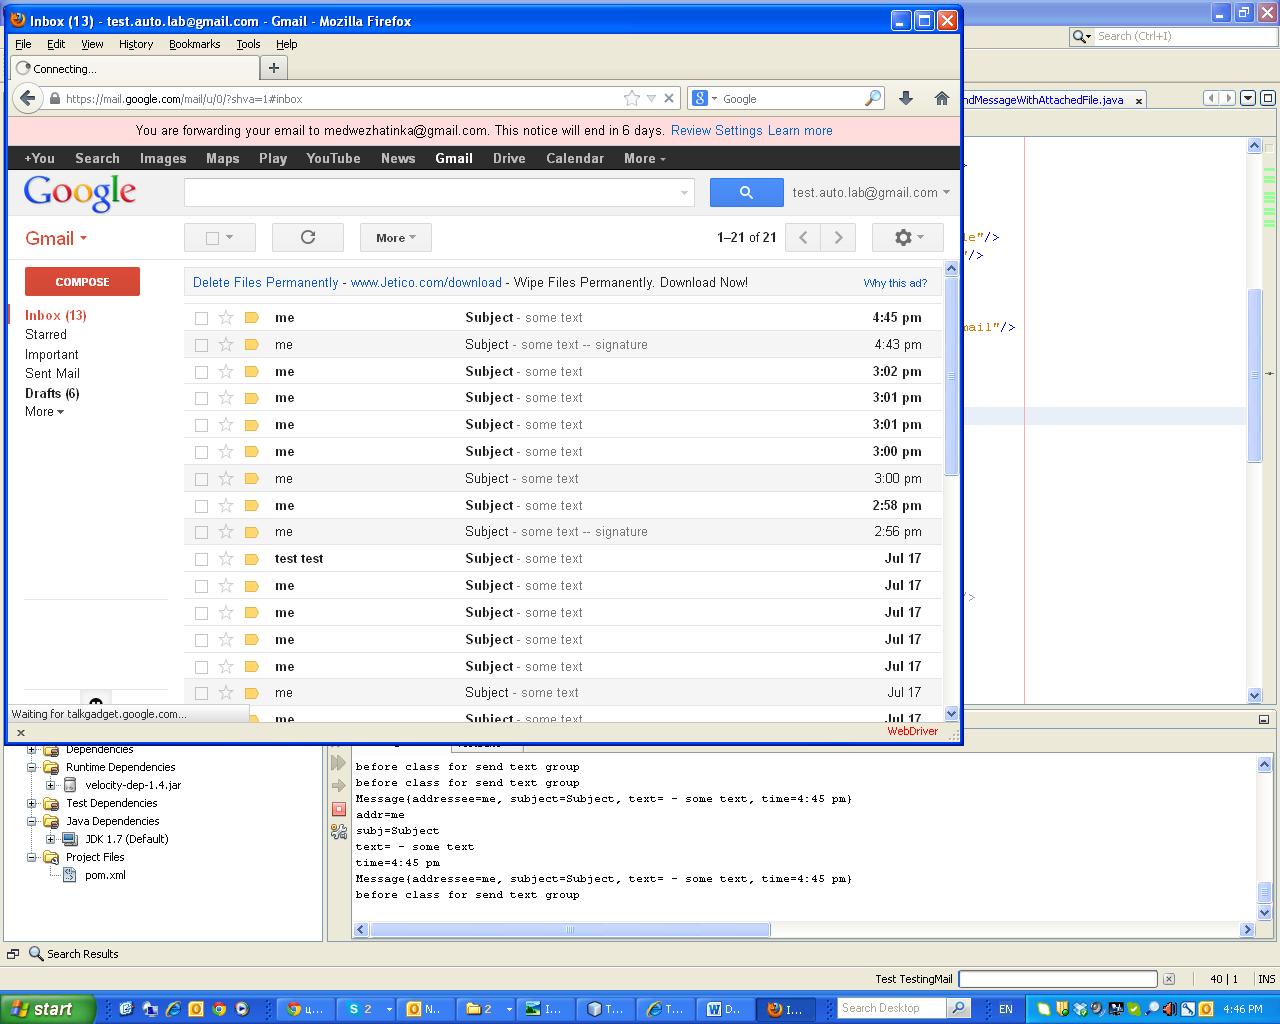 Inbox (13) - test.auto.lab@gmail.com - Gmail - Mozilla Firefox
File Edit View History Bookmarks Tools Help
Search (Ctrl+I)
Connecting...
https://mail.google.com/mail/u/0/?shva=1#inbox
Google
ndMessageWithAttachedFile.java
You are forwarding your email to medwezhatinka@gmail.com. This notice will end in 6 days. Review Settings Learn more
+You Search Images Maps Play YouTube News Gmail Drive Calendar More
Google
test.auto.lab@gmail.com
Gmail
More
1–21 of 21
le"/>
"/>
COMPOSE
Delete Files Permanently - www.Jetico.com/download - Wipe Files Permanently. Download Now! Why this ad?
Inbox (13)
Starred
Important
Sent Mail
Drafts (6)
More
me Subject - some text 4:45 pm
mail"/>
me Subject - some text -- signature 4:43 pm
me Subject - some text 3:02 pm
me Subject - some text 3:01 pm
me Subject - some text 3:01 pm
me Subject - some text 3:00 pm
me Subject - some text 3:00 pm
me Subject - some text 2:58 pm
me Subject - some text -- signature 2:56 pm
test test Subject - some text Jul 17
me Subject - some text Jul 17
/>
me Subject - some text Jul 17
me Subject - some text Jul 17
me Subject - some text Jul 17
me Subject - some text Jul 17
me Subject - some text Jul 17
Waiting for talkgadget.google.com...
x
WebDriver
Dependencies
Runtime Dependencies
velocity-dep-1.4.jar
Test Dependencies
Java Dependencies
JDK 1.7 (Default)
Project Files
pom.xml
before class for send text group
before class for send text group
Message{addressee=me, subject=Subject, text= - some text, time=4:45 pm}
addr=me
subj=Subject
text= - some text
time=4:45 pm
Message{addressee=me, subject=Subject, text= - some text, time=4:45 pm}
before class for send text group
Search Results
Test TestingMail
40 | 1 INS
start
ц...
S 2
N..
2
I...
T...
T...
D..
I...
Search Desktop
EN
4:46 PM